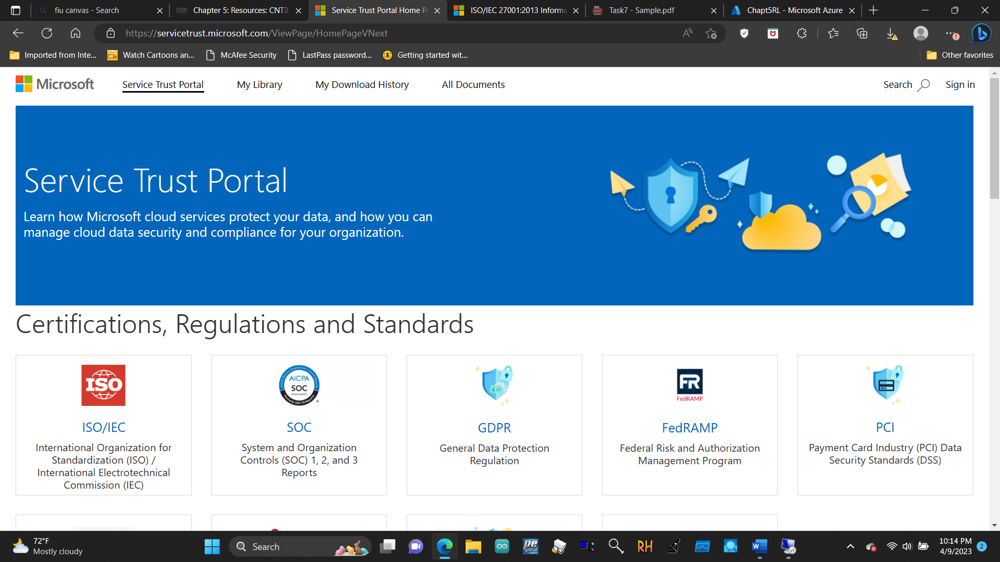 fiu canvas - Search
Chapter 5: Resources: CNT3
Service Trust Portal Home P
ISO/IEC 27001:2013 Informa
Task7 - Sample.pdf
Chapt5RL - Microsoft Azure
https://servicetrust.microsoft.com/ViewPage/HomePageVNext
Imported from Inte...
Watch Cartoons an...
McAfee Security
LastPass password...
Getting started wit...
Other favorites
Microsoft
Service Trust Portal
My Library
My Download History
All Documents
Search
Sign in
Service Trust Portal
Learn how Microsoft cloud services protect your data, and how you can
manage cloud data security and compliance for your organization.
Certifications, Regulations and Standards
ISO
ISO/IEC
International Organization for
Standardization (ISO) /
International Electrotechnical
Commission (IEC)
AICPA
SOC
aicpa.org/soc
Formerly SAS 70 Reports
SOC
System and Organization
Controls (SOC) 1, 2, and 3
Reports
GDPR
General Data Protection
Regulation
FR
FedRAMP
FedRAMP
Federal Risk and Authorization
Management Program
PCI
Payment Card Industry (PCI) Data
Security Standards (DSS)
72°F
Mostly cloudy
Search
RH
10:14 PM
4/9/2023
2